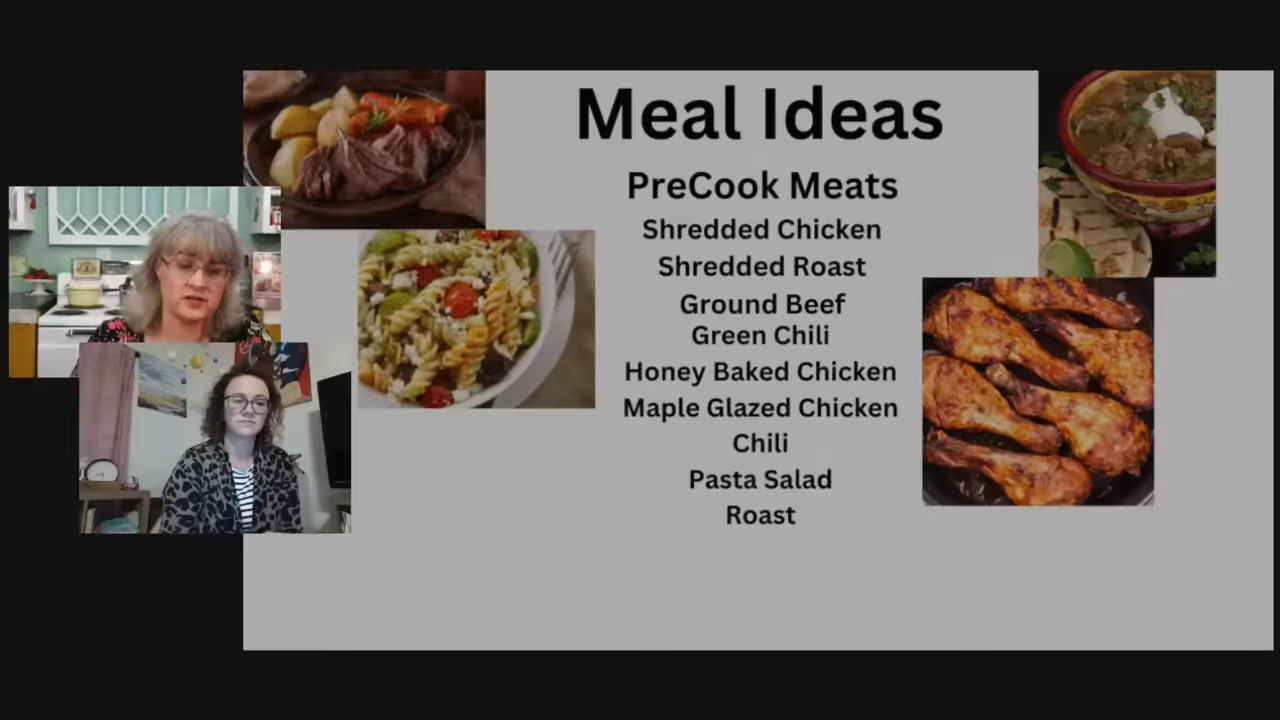 Meal Ideas
PreCook Meats
Shredded Chicken
Shredded Roast
Ground Beef
Green Chili
Honey Baked Chicken
Maple Glazed Chicken
Chili
Pasta Salad
Roast